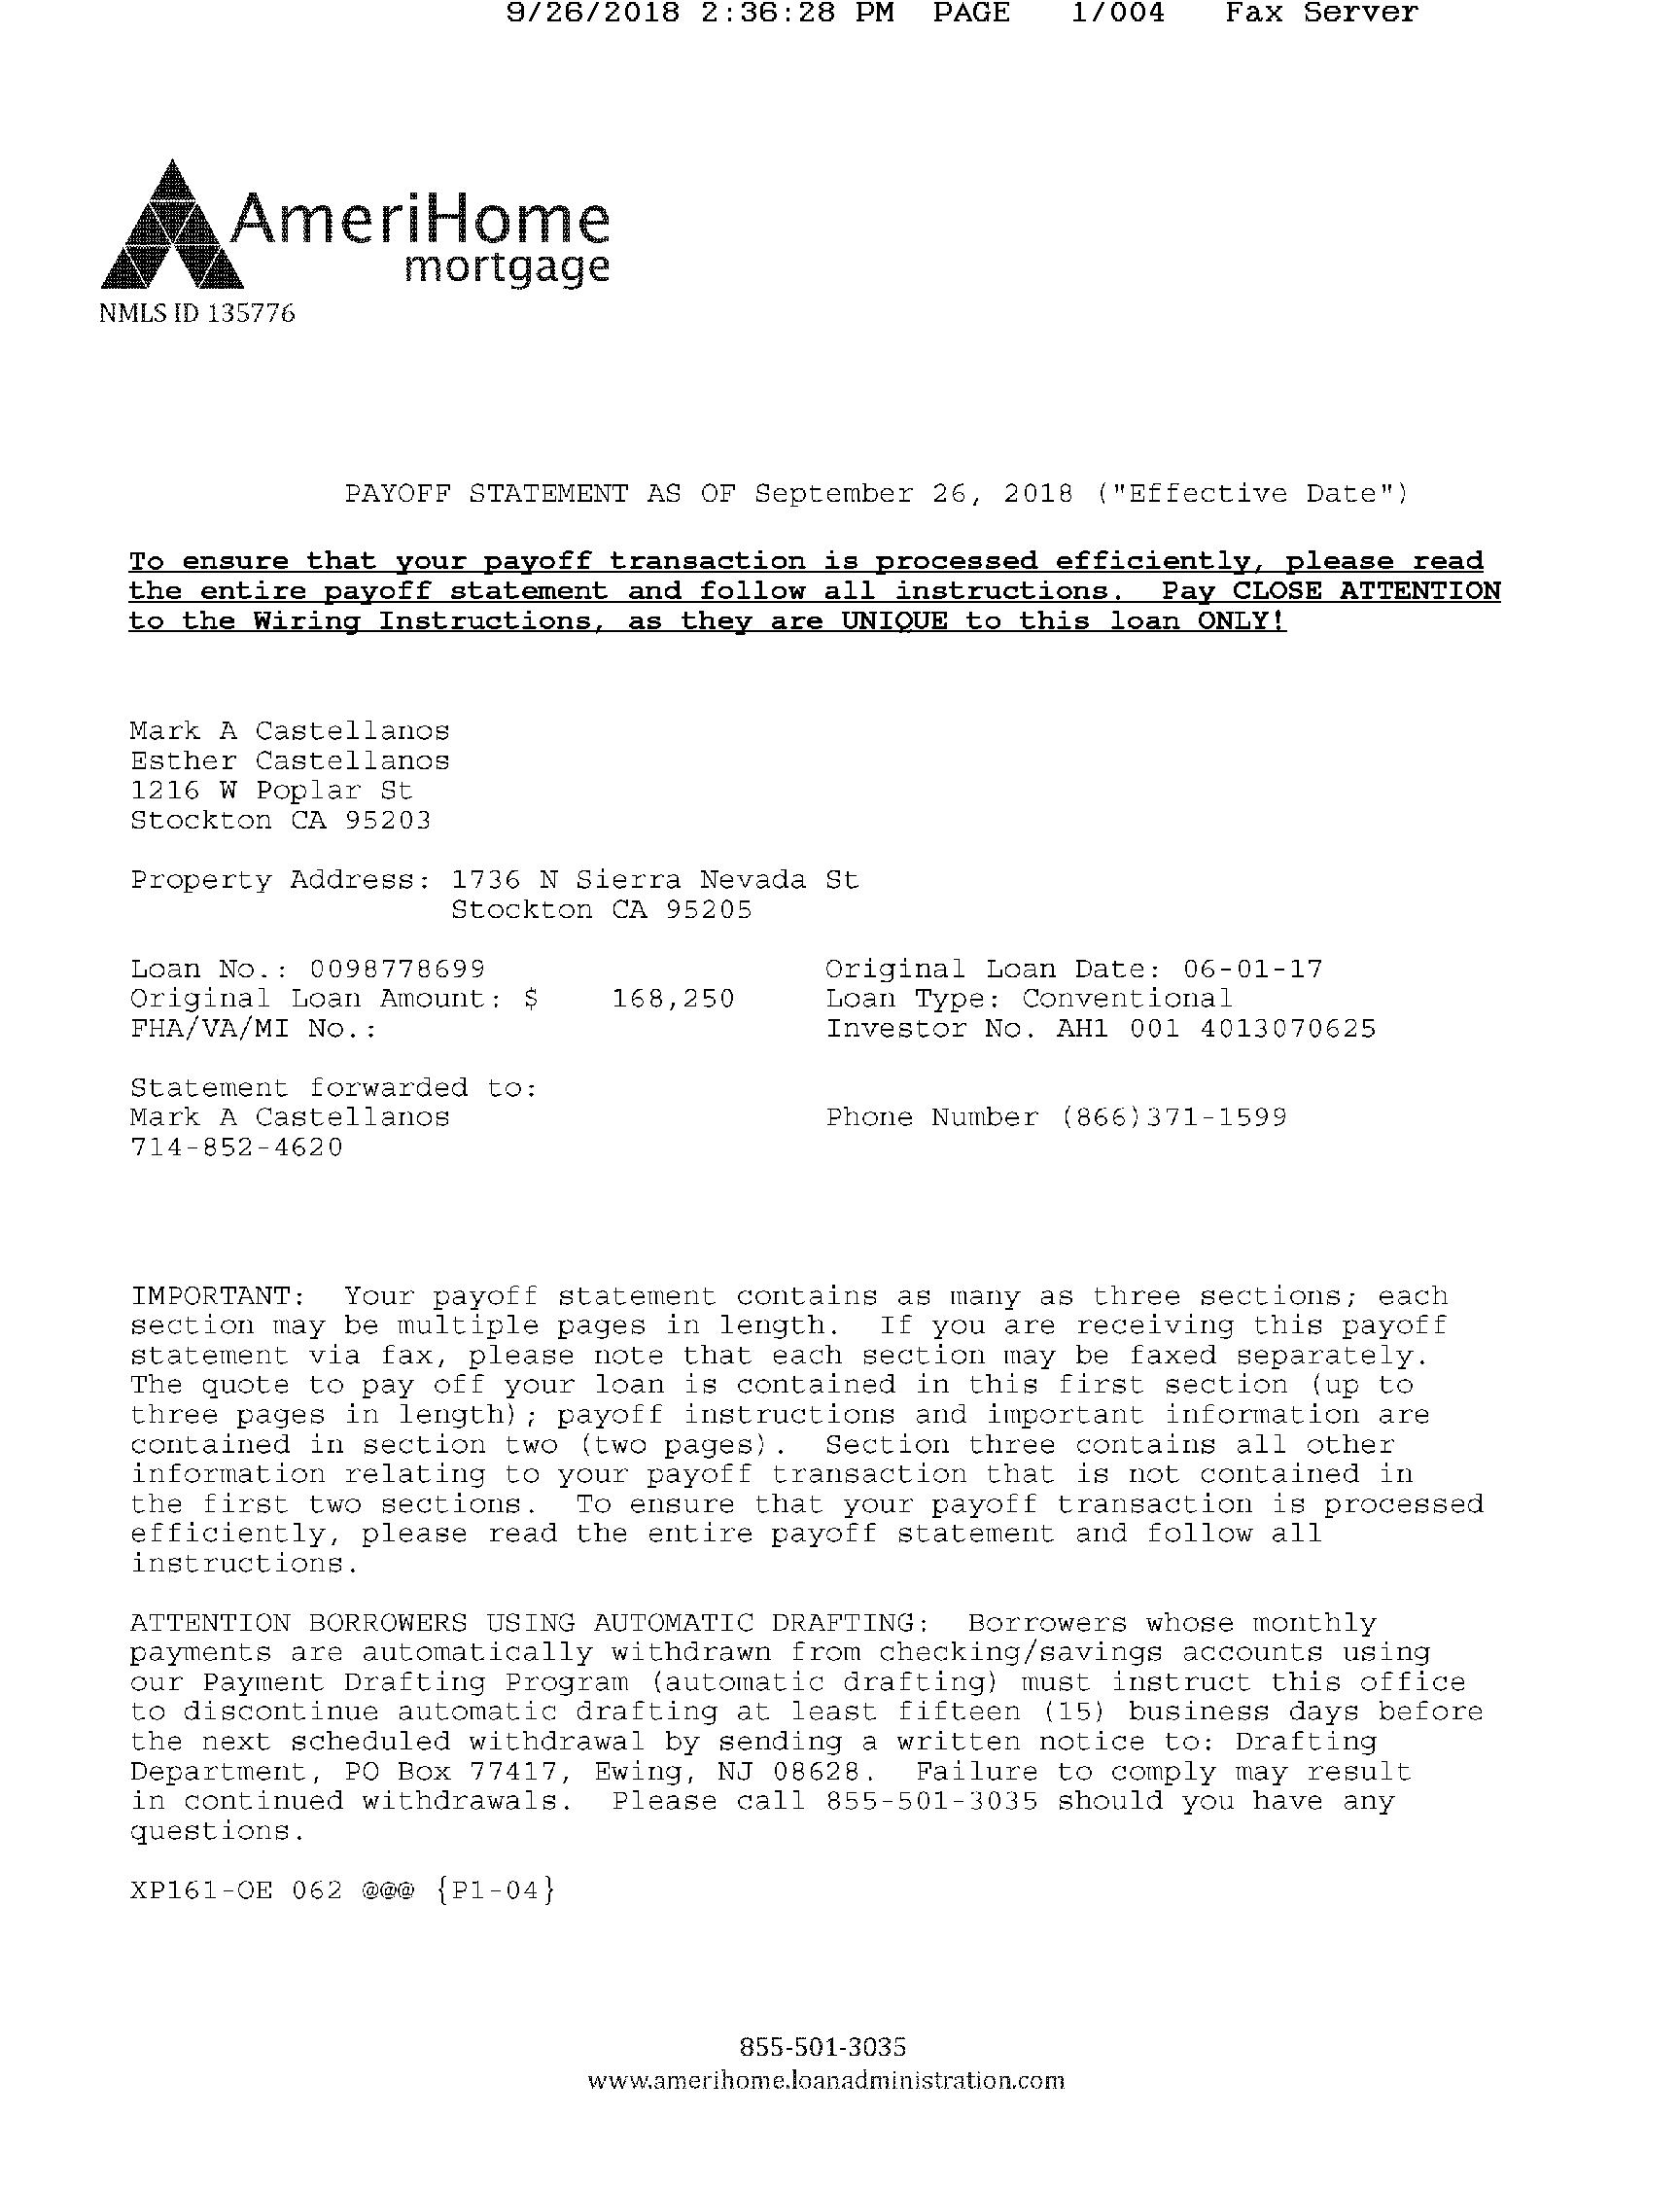 9/26/2018 2:36:28 PM PAGE 1/004 Fax Server
AmeriHome
mortgage
NMLS ID 135776
PAYOFF STATEMENT AS OF September 26, 2018 ("Effective Date")
To ensure that your payoff transaction is processed efficiently, please read
the entire payoff statement and follow all instructions. Pay CLOSE ATTENTION
to the Wiring Instructions, as they are UNIQUE to this loan ONLY!
Mark A Castellanos
Esther Castellanos
1216 W Poplar St
Stockton CA 95203
Property Address: 1736 N Sierra Nevada St
Stockton CA 95205
Loan No.: 0098778699 Original Loan Date: 06-01-17
Original Loan Amount: $ 168,250 Loan Type: Conventional
FHA/VA/MI No.: Investor No. AH1 001 4013070625
Statement forwarded to:
Mark A Castellanos Phone Number (866)371-1599
714-852-4620
IMPORTANT: Your payoff statement contains as many as three sections; each
section may be multiple pages in length. If you are receiving this payoff
statement via fax, please note that each section may be faxed separately.
The quote to pay off your loan is contained in this first section (up to
three pages in length); payoff instructions and important information are
contained in section two (two pages). Section three contains all other
information relating to your payoff transaction that is not contained in
the first two sections. To ensure that your payoff transaction is processed
efficiently, please read the entire payoff statement and follow all
instructions.
ATTENTION BORROWERS USING AUTOMATIC DRAFTING: Borrowers whose monthly
payments are automatically withdrawn from checking/savings accounts using
our Payment Drafting Program (automatic drafting) must instruct this office
to discontinue automatic drafting at least fifteen (15) business days before
the next scheduled withdrawal by sending a written notice to: Drafting
Department, PO Box 77417, Ewing, NJ 08628. Failure to comply may result
in continued withdrawals. Please call 855-501-3035 should you have any
questions.
XP161-OE 062 @@@ {P1-04}
855-501-3035
www.amerihome.loanadministration.com